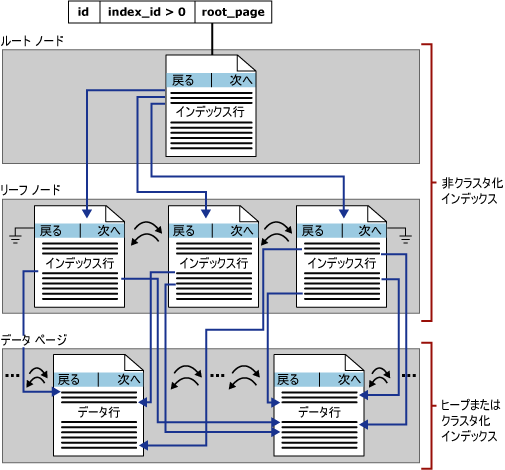 id index_id > 0 root_page
ルート ノード
戻る 次へ
インデックス行
リーフ ノード
戻る 次へ
インデックス行
戻る 次へ
インデックス行
戻る 次へ
インデックス行
非クラスタ化
インデックス
データ ページ
戻る 次へ
データ行
戻る 次へ
データ行
ヒープまたは
クラスタ化
インデックス